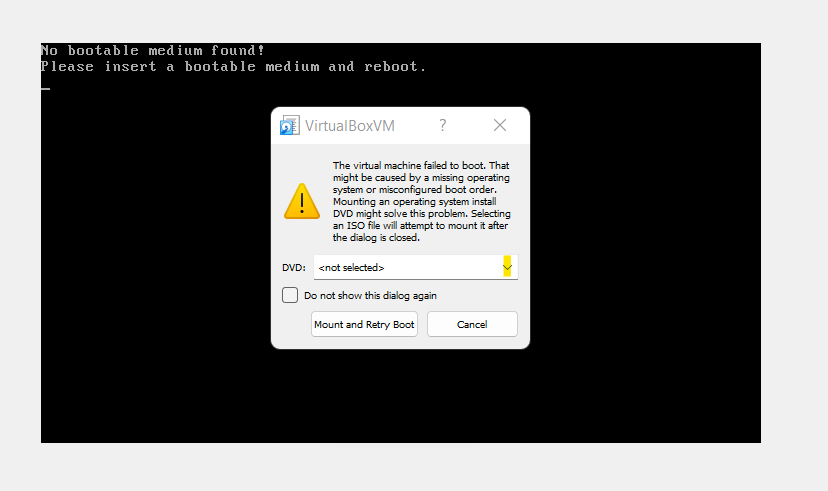 No bootable medium found!
Please insert a bootable medium and reboot.
_
VirtualBoxVM ?
The virtual machine failed to boot. That
might be caused by a missing operating
system or misconfigured boot order.
Mounting an operating system install
DVD might solve this problem. Selecting
an ISO file will attempt to mount it after
the dialog is closed.
DVD: <not selected>
Do not show this dialog again
Mount and Retry Boot Cancel